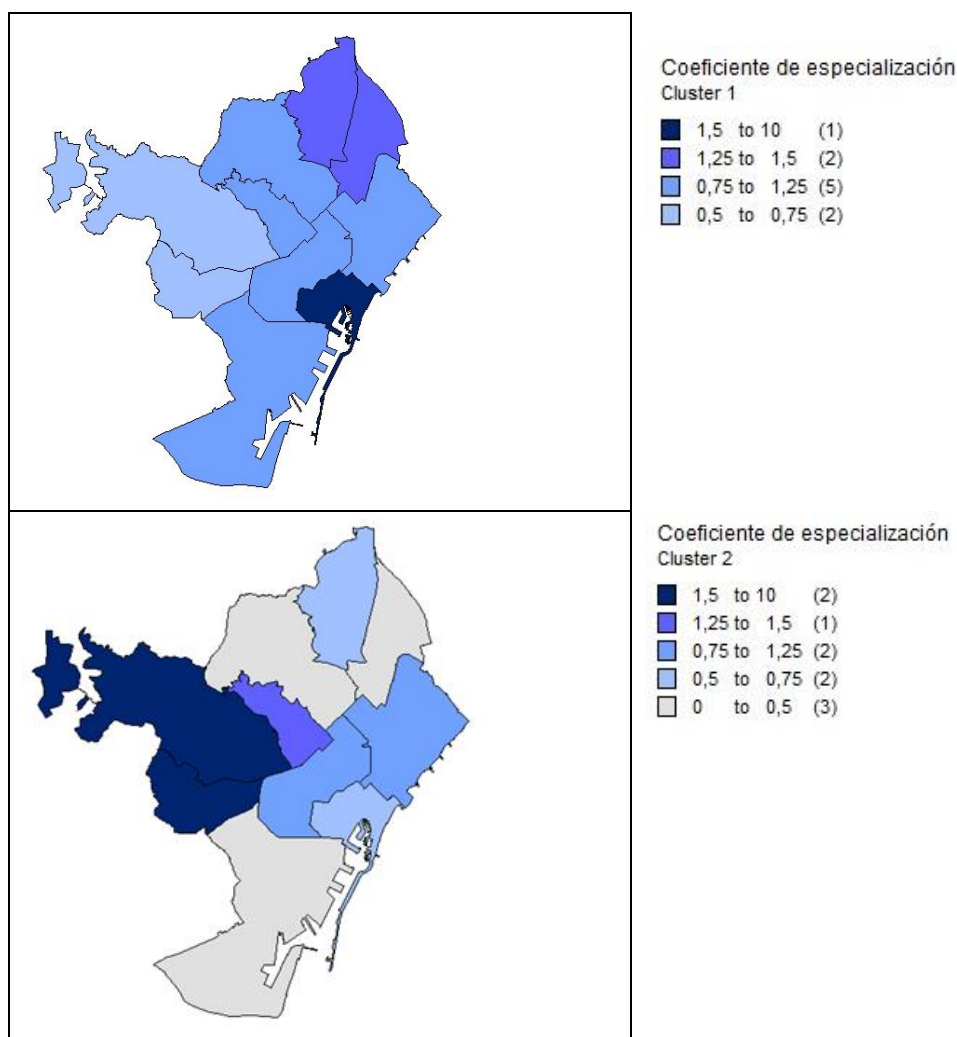 Coeficiente de especialización
Cluster 1
1,5 to 10 (1)
1,25 to 1,5 (2)
0,75 to 1,25 (5)
0,5 to 0,75 (2)
Coeficiente de especialización
Cluster 2
1,5 to 10 (2)
1,25 to 1,5 (1)
0,75 to 1,25 (2)
0,5 to 0,75 (2)
0 to 0,5 (3)